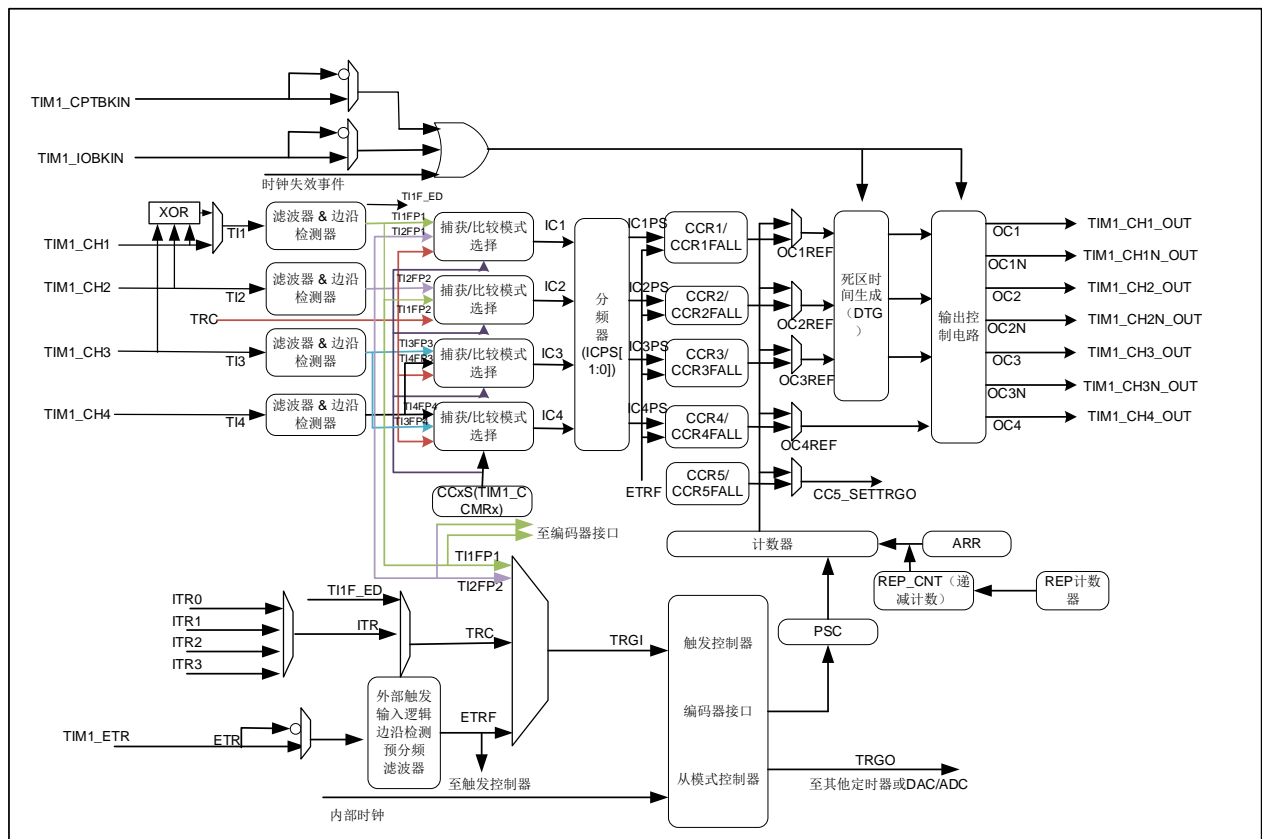 TIM1_CPTBKIN
TIM1_IOBKIN
时钟失效事件
XOR
TIM1_CH1
TI1
滤波器 & 边沿
检测器
TI1F_ED
TI1FP1
TI2FP1
捕获/比较模式
选择
IC1
TIM1_CH2
TI2
滤波器 & 边沿
检测器
TI2FP2
TI1FP2
捕获/比较模式
选择
IC2
TRC
TIM1_CH3
TI3
滤波器 & 边沿
检测器
TI3FP3
TI4FP3
捕获/比较模式
选择
IC3
TIM1_CH4
TI4
滤波器 & 边沿
检测器
TI4FP4
TI3FP4
捕获/比较模式
选择
IC4
CCxS(TIM1_C
CMRx)
分
频
器
(ICPS[
1:0])
IC1PS
IC2PS
IC3PS
IC4PS
ETRF
CCR1/
CCR1FALL
CCR2/
CCR2FALL
CCR3/
CCR3FALL
CCR4/
CCR4FALL
CCR5/
CCR5FALL
OC1REF
OC2REF
OC3REF
OC4REF
CC5_SETTRGO
死区时
间生成
（DTG
）
输出控
制电路
OC1
OC1N
OC2
OC2N
OC3
OC3N
OC4
TIM1_CH1_OUT
TIM1_CH1N_OUT
TIM1_CH2_OUT
TIM1_CH2N_OUT
TIM1_CH3_OUT
TIM1_CH3N_OUT
TIM1_CH4_OUT
至编码器接口
TI1FP1
TI2FP2
计数器
ARR
REP_CNT（递
减计数）
REP计数
器
PSC
ITR0
ITR1
ITR2
ITR3
TI1F_ED
ITR
TRC
TRGI
触发控制器
编码器接口
从模式控制器
TIM1_ETR
ETR
外部触发
输入逻辑
边沿检测
预分频
滤波器
ETRF
至触发控制器
内部时钟
TRGO
至其他定时器或DAC/ADC